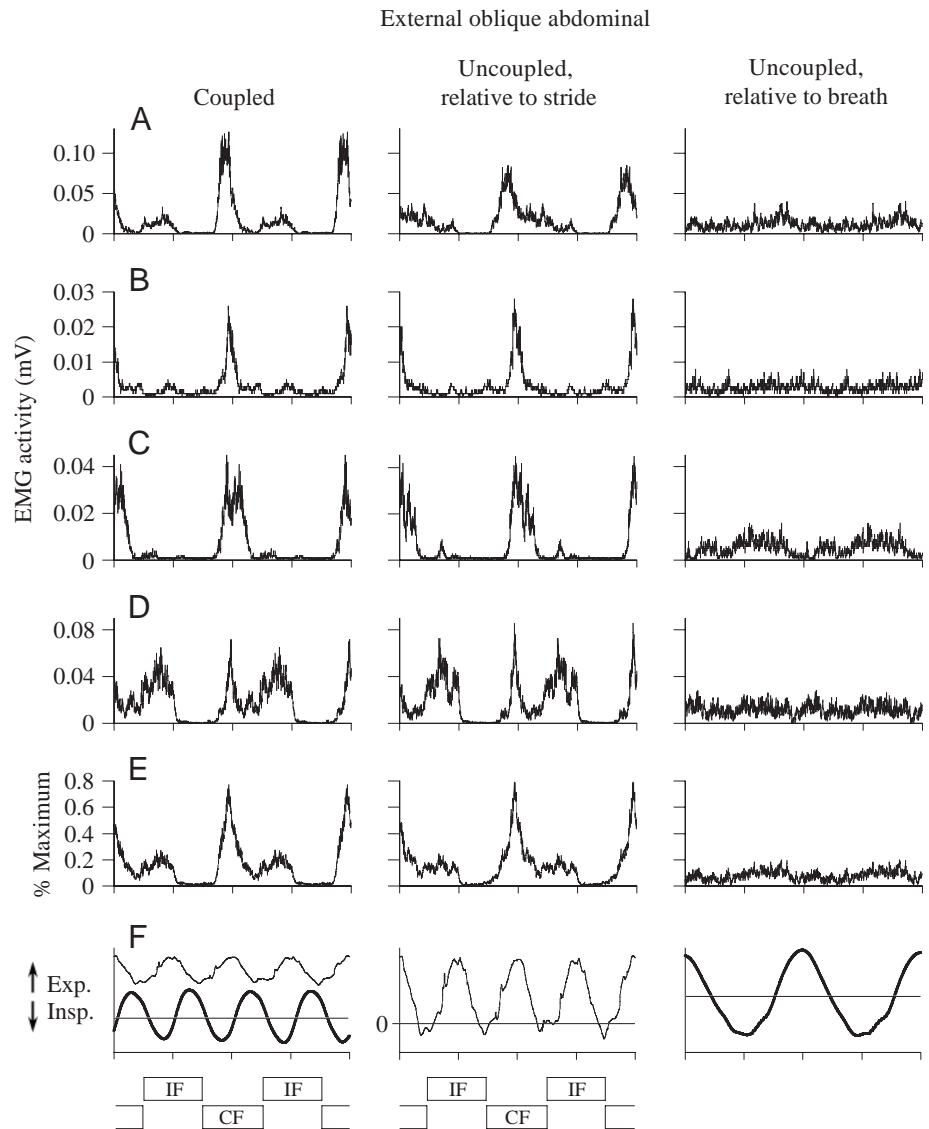 External oblique abdominal
Coupled
Uncoupled,
relative to stride
Uncoupled,
relative to breath
EMG activity (mV)
A
0.10
0.05
0
B
0.03
0.02
0.01
0
C
0.04
0.02
0
D
0.08
0.04
0
% Maximum
E
0.8
0.6
0.4
0.2
0
F
Exp.
Insp.
0
IF
IF
IF
IF
CF
CF